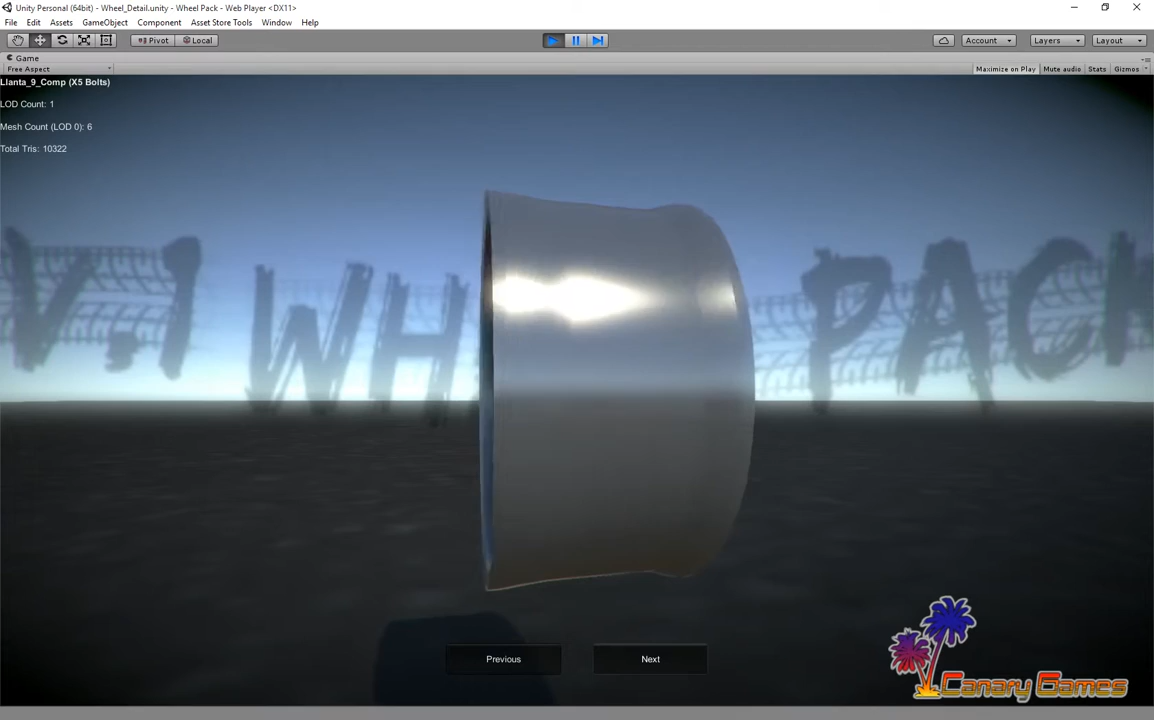 Unity Personal (64bit) - Wheel_Detail.unity - Wheel Pack - Web Player <DX11>
File Edit Assets GameObject Component Asset Store Tools Window Help
Pivot Local Account Layers Layout
Game
Free Aspect Maximize on Play Mute audio Stats Gizmos
Llanta_9_Comp (X5 Bolts)
LOD Count: 1
Mesh Count (LOD 0): 6
Total Tris: 10322
V.1 WH PACK
Previous Next
Canary Games